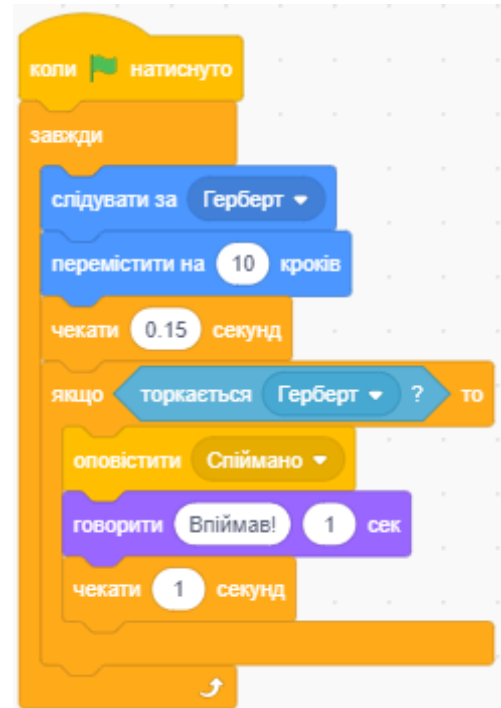 коли натиснуто
завжди
слідувати за Герберт
перемістити на 10 кроків
чекати 0.15 секунд
якщо торкається Герберт ? то
оповістити Спіймано
говорити Впіймав! 1 сек
чекати 1 секунд